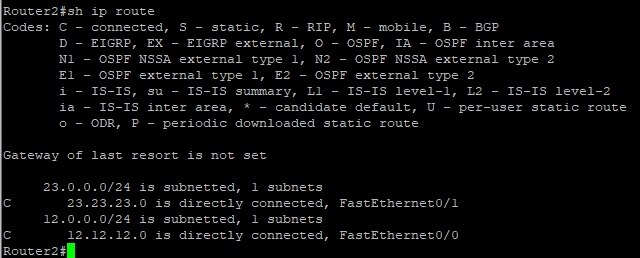 Router2#sh ip route
Codes: C - connected, S - static, R - RIP, M - mobile, B - BGP
       D - EIGRP, EX - EIGRP external, O - OSPF, IA - OSPF inter area
       N1 - OSPF NSSA external type 1, N2 - OSPF NSSA external type 2
       E1 - OSPF external type 1, E2 - OSPF external type 2
       i - IS-IS, su - IS-IS summary, L1 - IS-IS level-1, L2 - IS-IS level-2
       ia - IS-IS inter area, * - candidate default, U - per-user static route
       o - ODR, P - periodic downloaded static route
Gateway of last resort is not set
     23.0.0.0/24 is subnetted, 1 subnets
C       23.23.23.0 is directly connected, FastEthernet0/1
     12.0.0.0/24 is subnetted, 1 subnets
C       12.12.12.0 is directly connected, FastEthernet0/0
Router2#